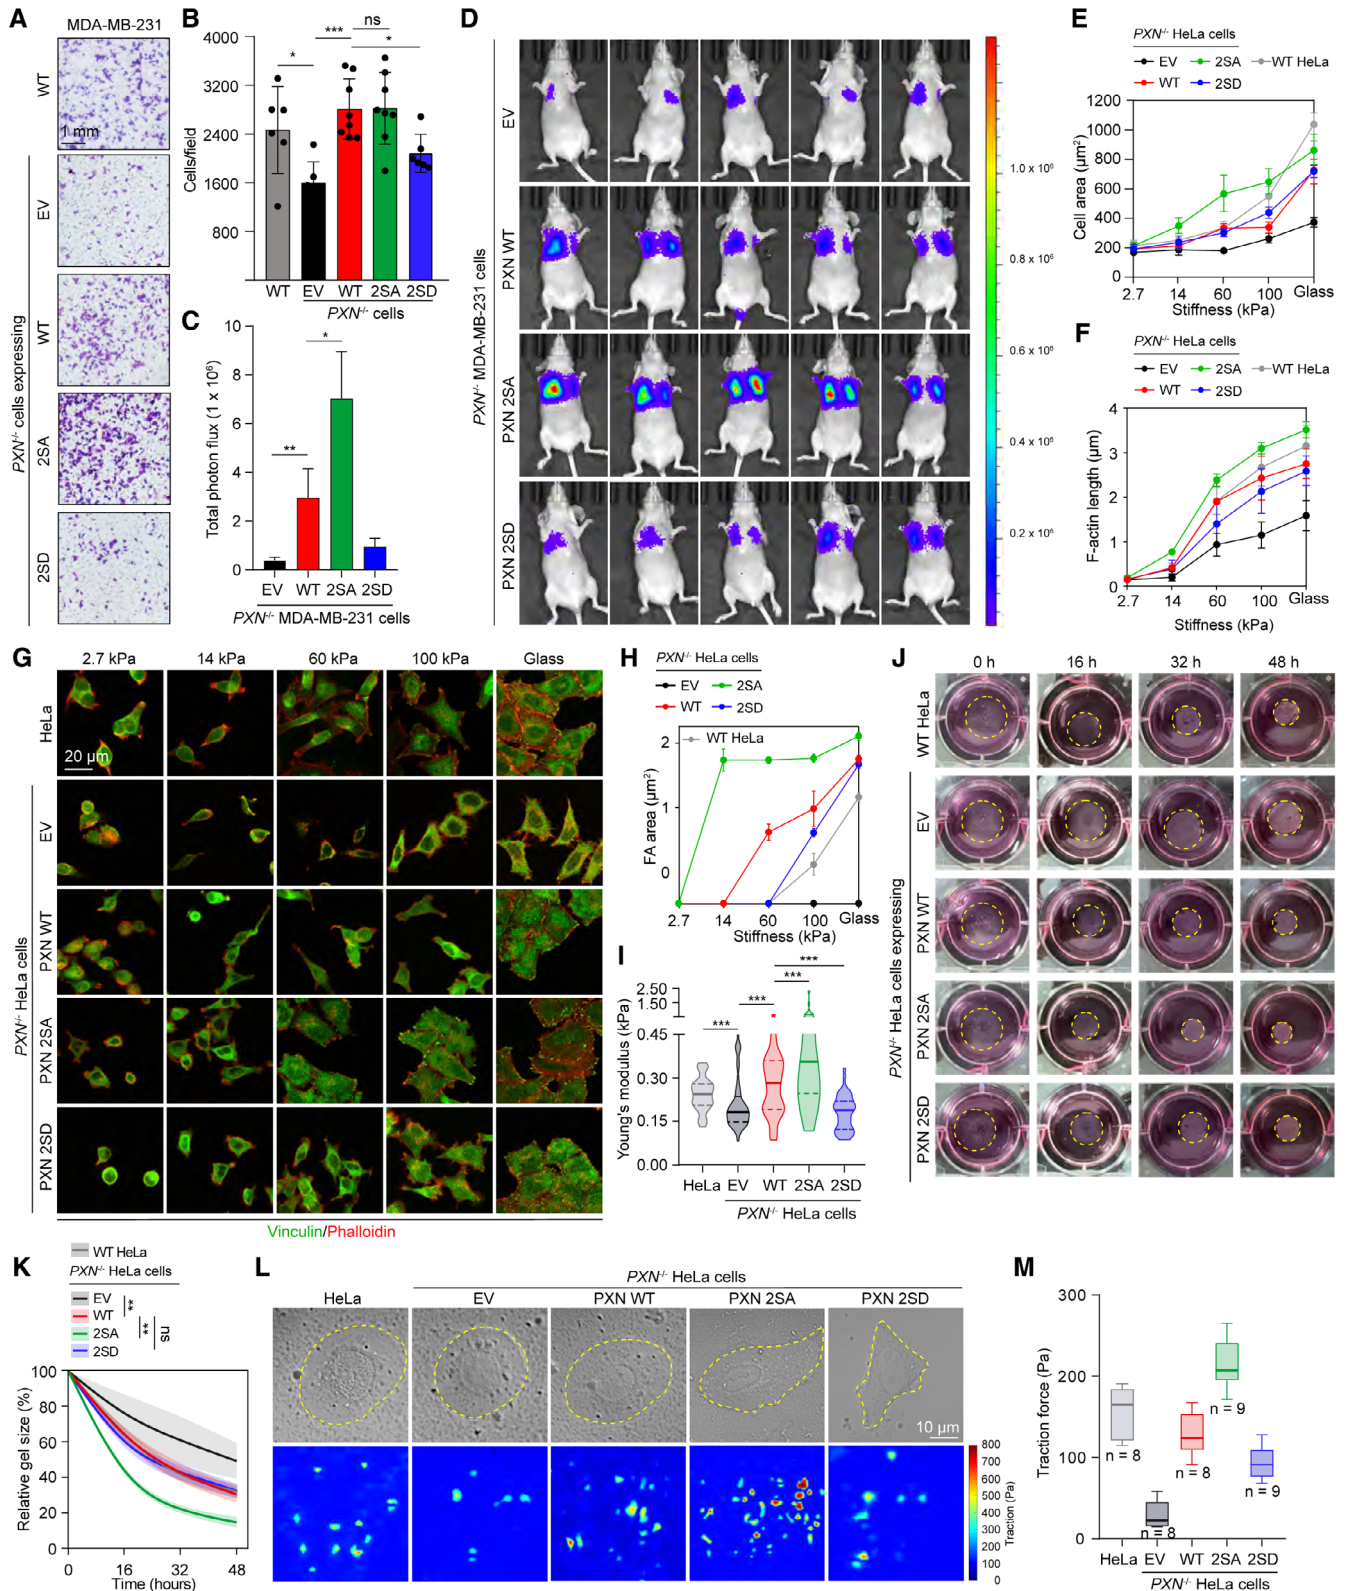 A
MDA-MB-231
WT
1 mm
EV
WT
2SA
2SD
PXN-/- cells expressing
B
ns
***
*
*
4000
3200
2400
1600
800
Cells/field
WT EV WT 2SA 2SD
PXN-/- cells
C
10
8
6
4
2
0
Total photon flux (1 x 10⁶)
**
*
EV WT 2SA 2SD
PXN-/- MDA-MB-231 cells
D
EV
PXN WT
PXN 2SA
PXN 2SD
PXN-/- MDA-MB-231 cells
1.0 x 10⁶
0.8 x 10⁶
0.6 x 10⁶
0.4 x 10⁶
0.2 x 10⁶
E
PXN-/- HeLa cells
EV 2SA WT HeLa
WT 2SD
1200
1000
800
600
400
200
0
Cell area (µm²)
2.7 14 60 100 Glass
Stiffness (kPa)
F
PXN-/- HeLa cells
EV 2SA WT HeLa
WT 2SD
4
3
2
1
0
F-actin length (µm)
2.7 14 60 100 Glass
Stiffness (kPa)
G
2.7 kPa 14 kPa 60 kPa 100 kPa Glass
HeLa
20 µm
EV
PXN WT
PXN 2SA
PXN 2SD
PXN-/- HeLa cells
Vinculin/Phalloidin
H
PXN-/- HeLa cells
EV 2SA
WT 2SD
WT HeLa
2
1
0
FA area (µm²)
2.7 14 60 100 Glass
Stiffness (kPa)
I
2.50
1.50
0.45
0.30
0.15
0.00
Young's modulus (kPa)
***
***
***
***
HeLa EV WT 2SA 2SD
PXN-/- HeLa cells
J
0 h 16 h 32 h 48 h
WT HeLa
EV
PXN WT
PXN 2SA
PXN 2SD
PXN-/- HeLa cells expressing
K
WT HeLa
PXN-/- HeLa cells
EV
WT
2SA
2SD
**
**
ns
100
80
60
40
20
0
Relative gel size (%)
0 16 32 48
Time (hours)
L
PXN-/- HeLa cells
HeLa EV PXN WT PXN 2SA PXN 2SD
10 µm
800
700
600
500
400
300
200
100
0
Traction (Pa)
M
300
200
100
0
Traction force (Pa)
n = 8
n = 8
n = 8
n = 9
n = 9
HeLa EV WT 2SA 2SD
PXN-/- HeLa cells